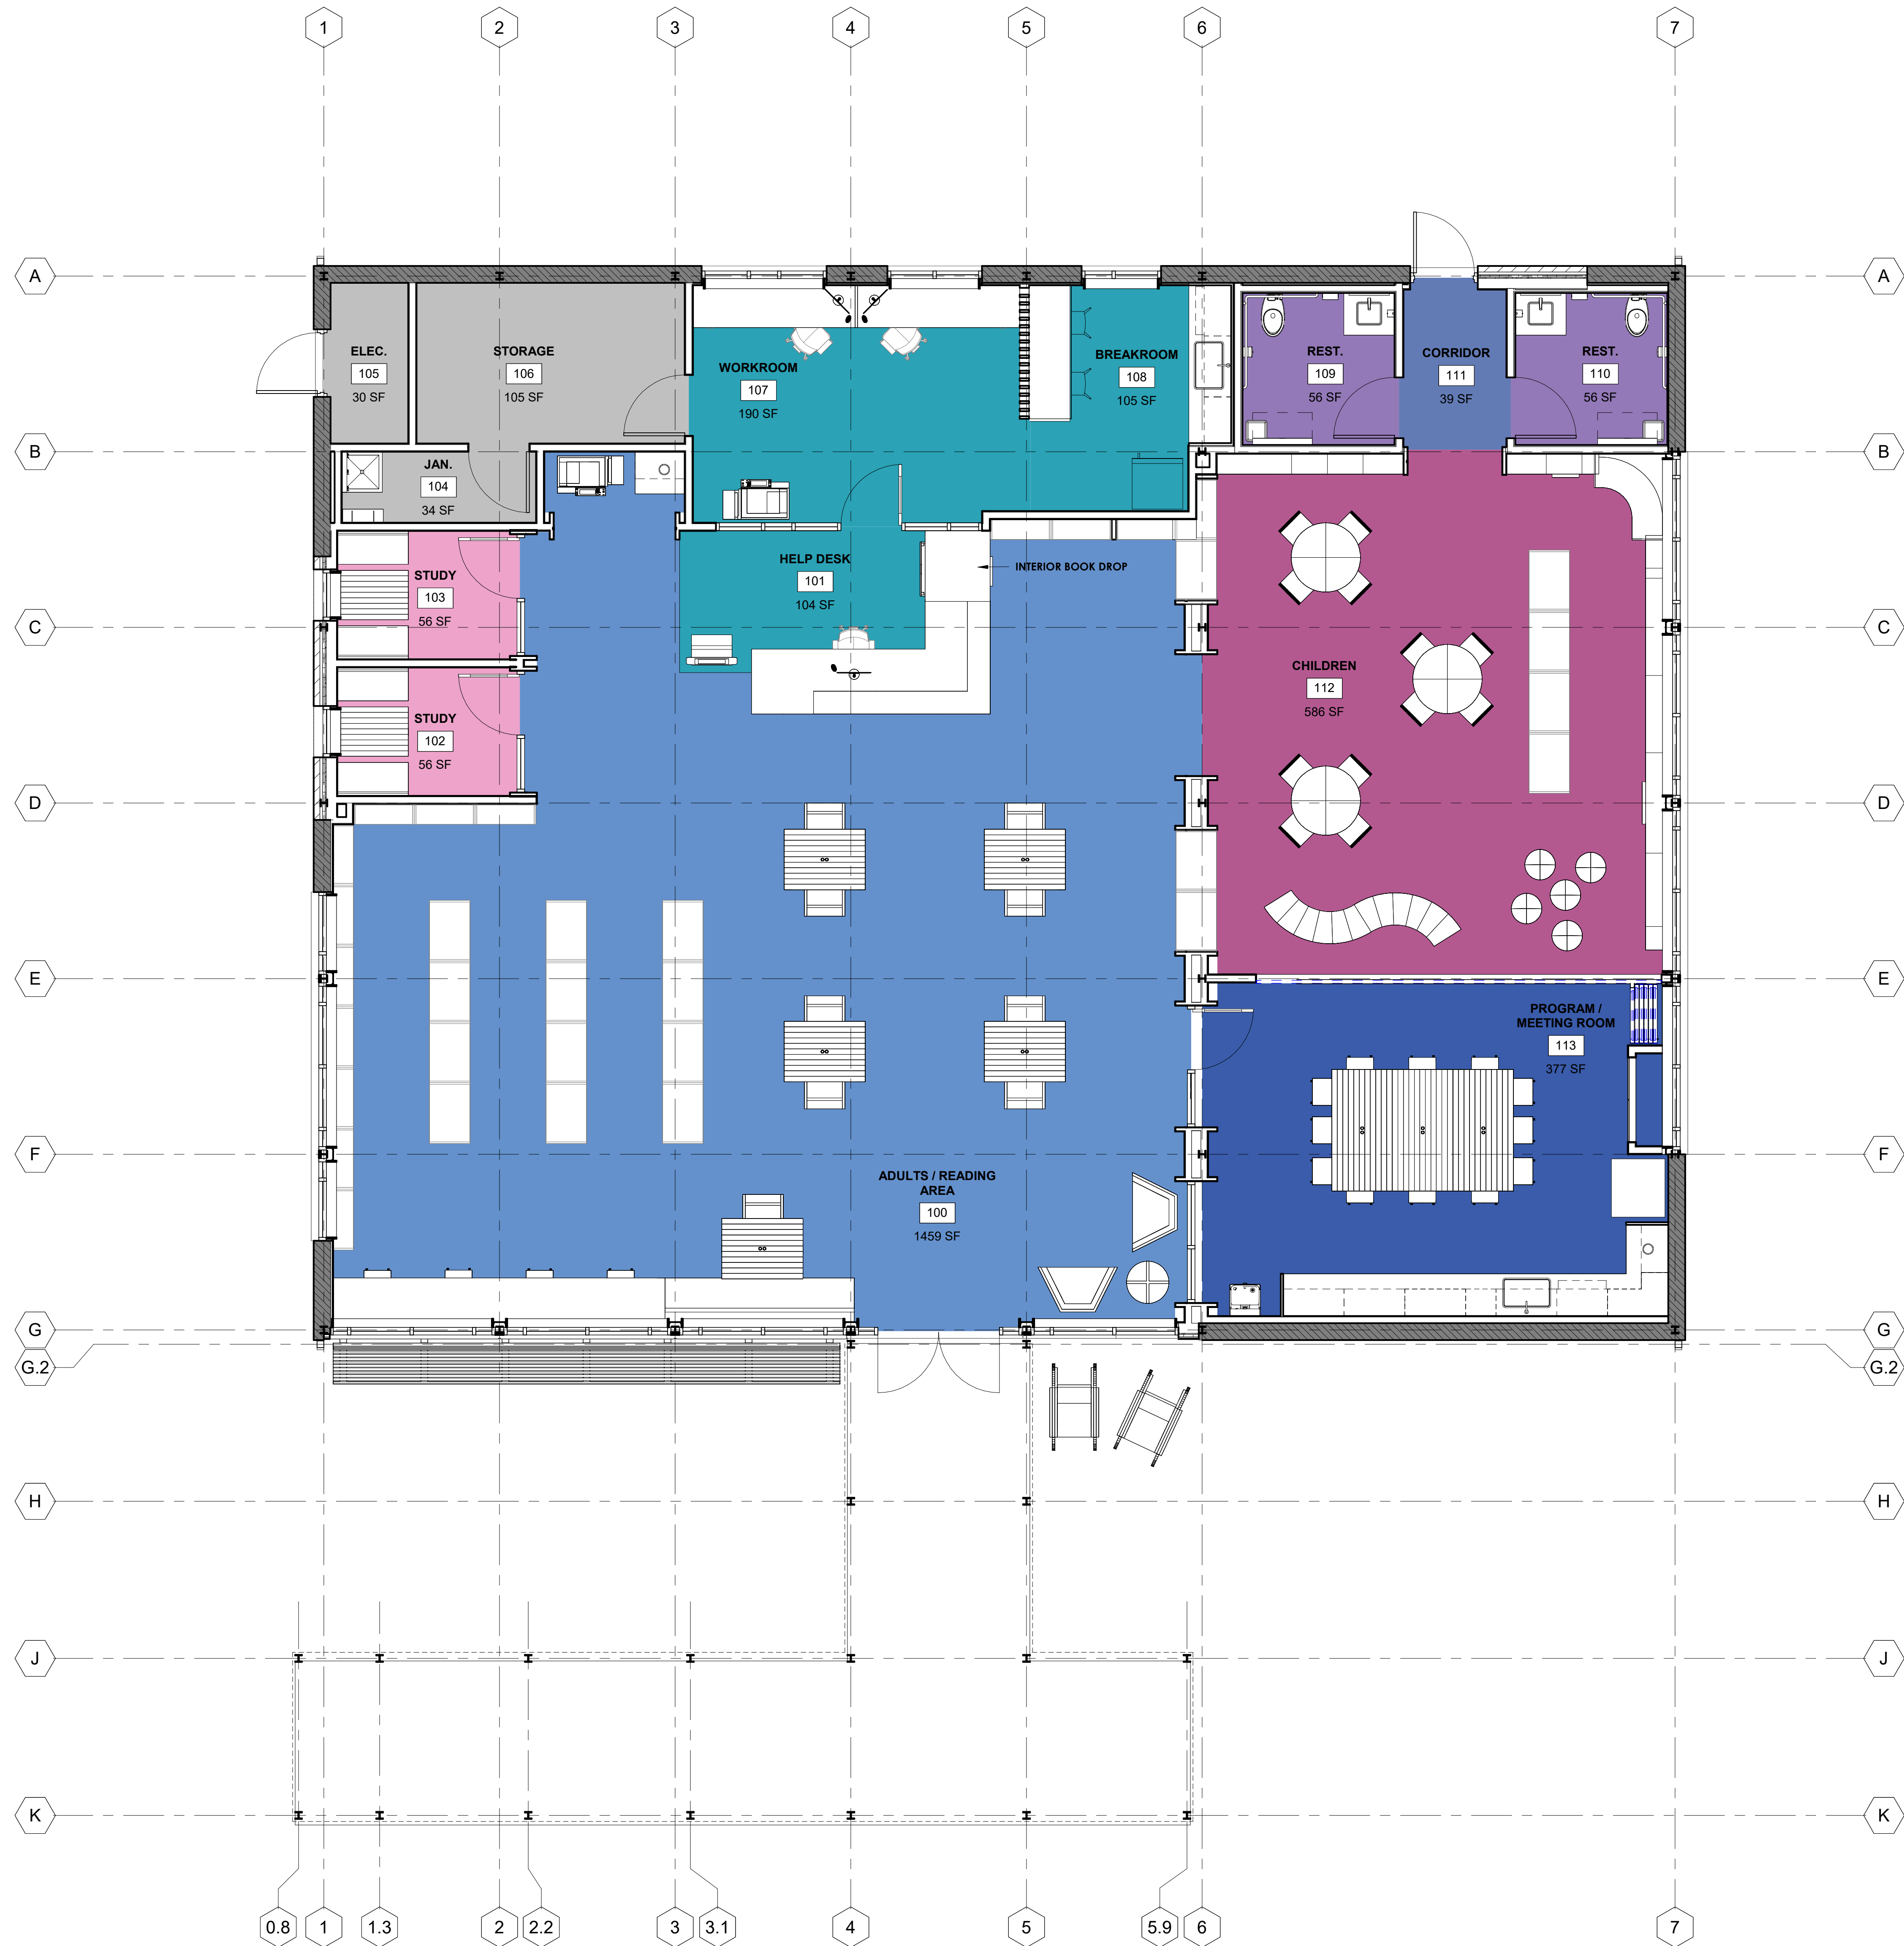 1 2 3 4 5 6 7
A A
ELEC.
105
30 SF
STORAGE
106
105 SF
WORKROOM
107
190 SF
BREAKROOM
108
105 SF
REST.
109
56 SF
CORRIDOR
111
39 SF
REST.
110
56 SF
B B
JAN.
104
34 SF
STUDY
103
56 SF
HELP DESK
101
104 SF
INTERIOR BOOK DROP
C C
STUDY
102
56 SF
CHILDREN
112
586 SF
D D
E E
PROGRAM /
MEETING ROOM
113
377 SF
F F
ADULTS / READING
AREA
100
1459 SF
G G
G.2 G.2
H H
J J
K K
0.8 1 1.3 2 2.2 3 3.1 4 5 5.9 6 7